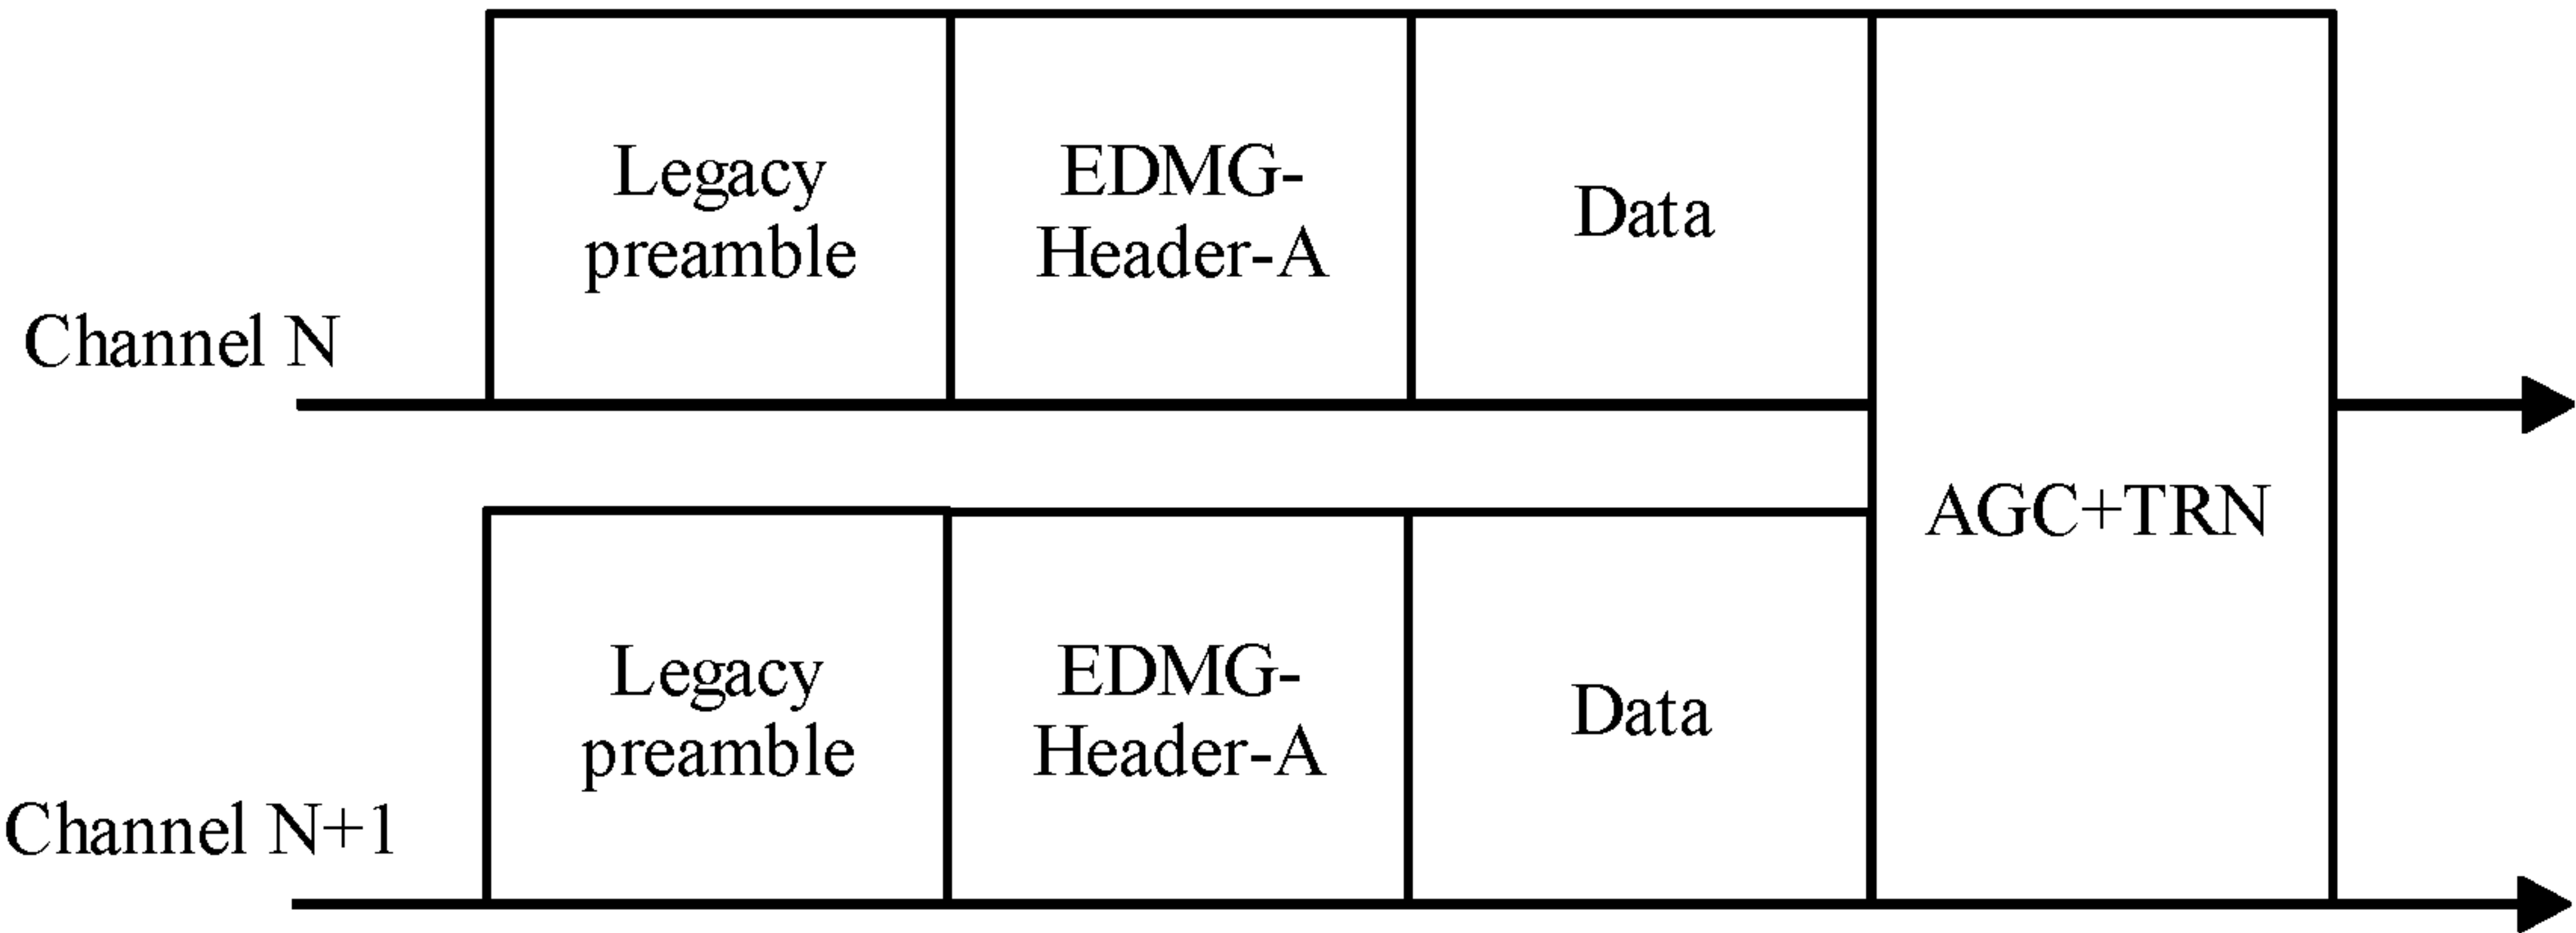 Legacy
preamble
EDMG-
Header-A
Data
Channel N
AGC+TRN
Legacy
preamble
EDMG-
Header-A
Data
Channel N+1